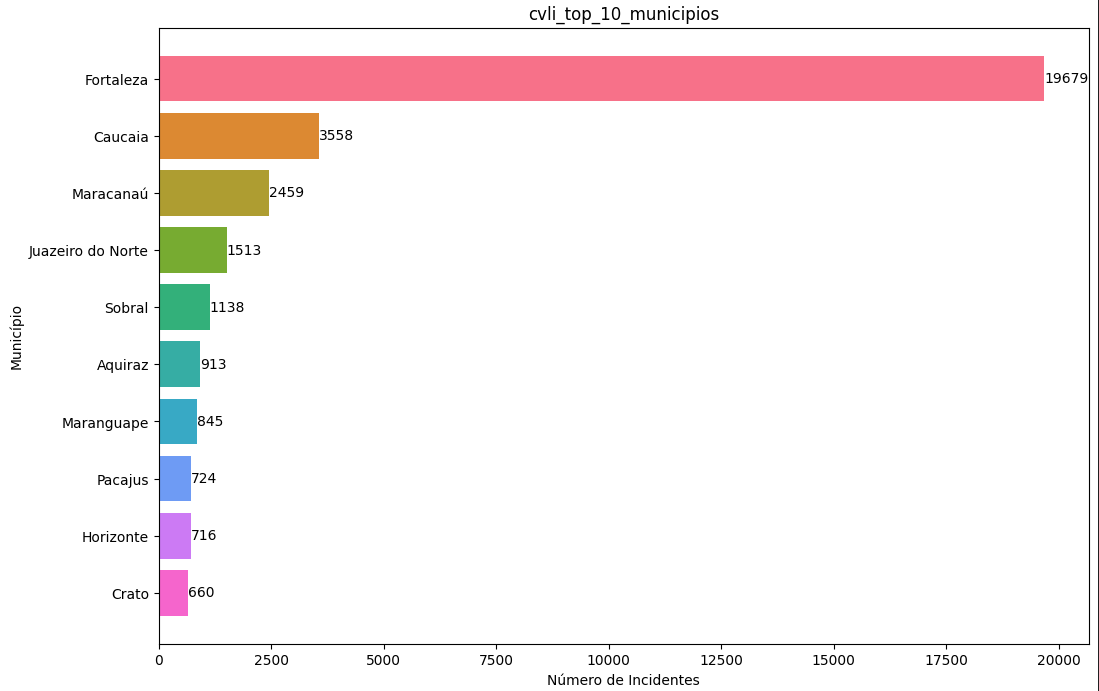 cvli_top_10_municipios
Município
Fortaleza 19679
Caucaia 3558
Maracanaú 2459
Juazeiro do Norte 1513
Sobral 1138
Aquiraz 913
Maranguape 845
Pacajus 724
Horizonte 716
Crato 660
0 2500 5000 7500 10000 12500 15000 17500 20000
Número de Incidentes